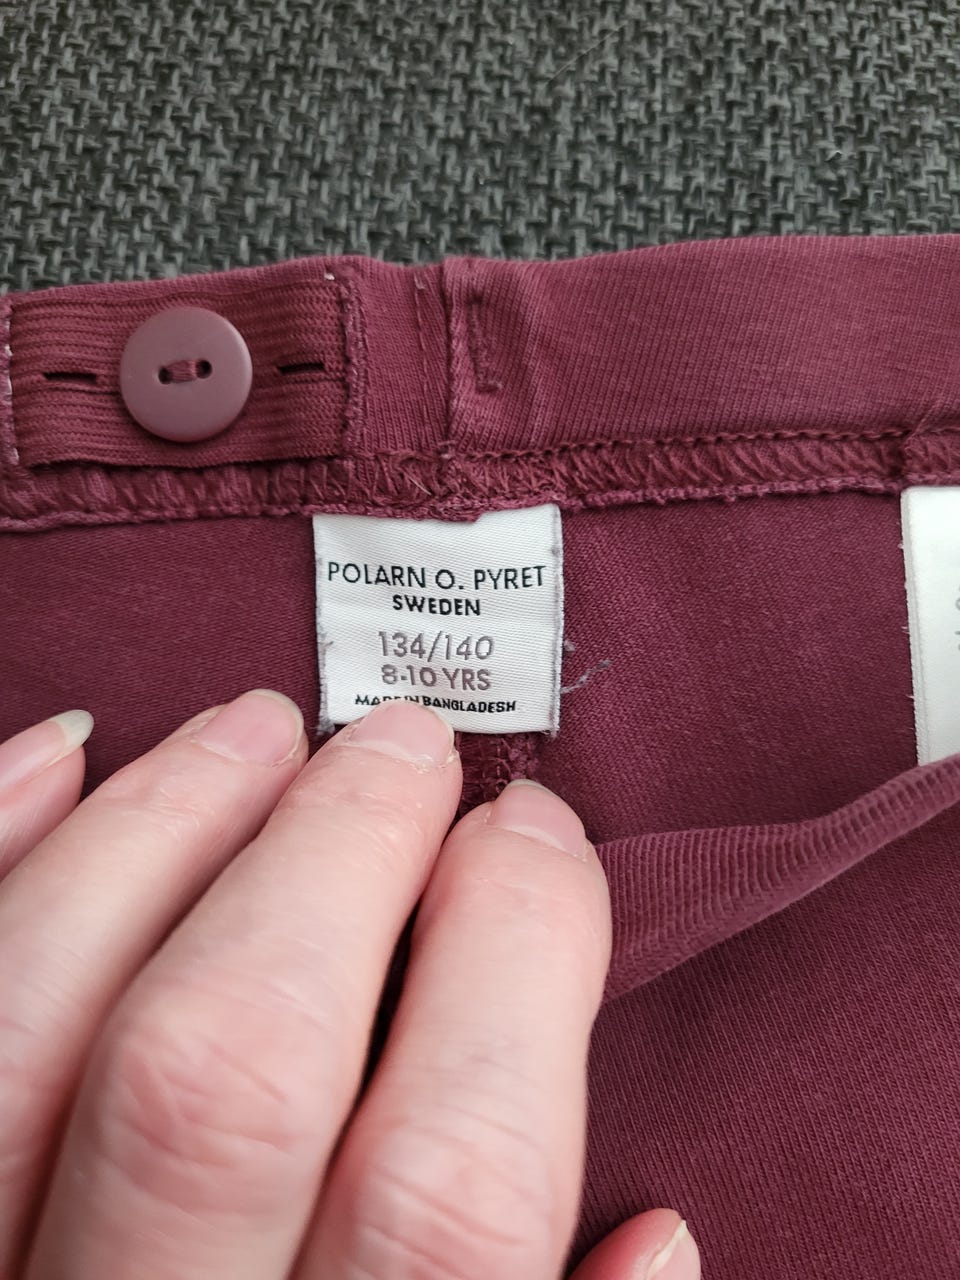 POLARN O. PYRET
SWEDEN
134/140
8-10 YRS
MADE IN BANGLADESH